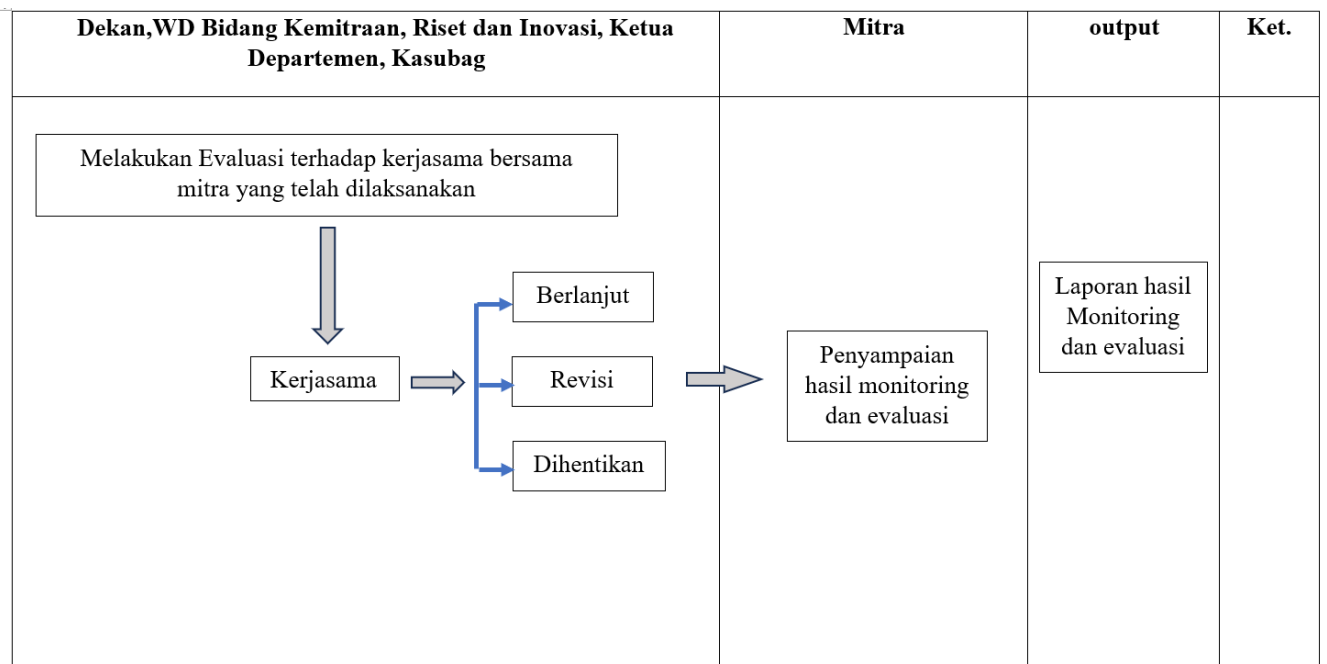 Dekan,WD Bidang Kemitraan, Riset dan Inovasi, Ketua
Departemen, Kasubag
Mitra
output
Ket.
Melakukan Evaluasi terhadap kerjasama bersama
mitra yang telah dilaksanakan
Kerjasama
Berlanjut
Revisi
Dihentikan
Penyampaian
hasil monitoring
dan evaluasi
Laporan hasil
Monitoring
dan evaluasi